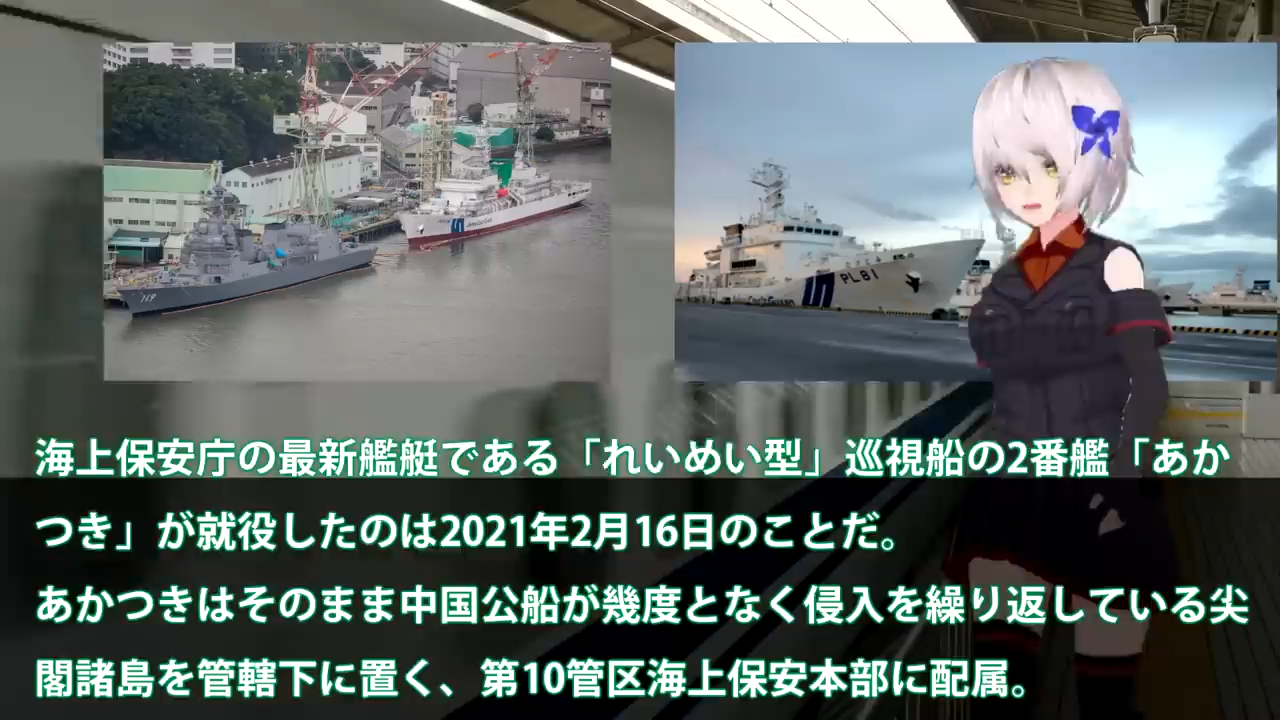 119
PL81
海上保安庁の最新艦艇である「れいめい型」巡視船の2番艦「あか
つき」が就役したのは2021年2月16日のことだ。
あかつきはそのまま中国公船が幾度となく侵入を繰り返している尖
閣諸島を管轄下に置く、第10管区海上保安本部に配属。